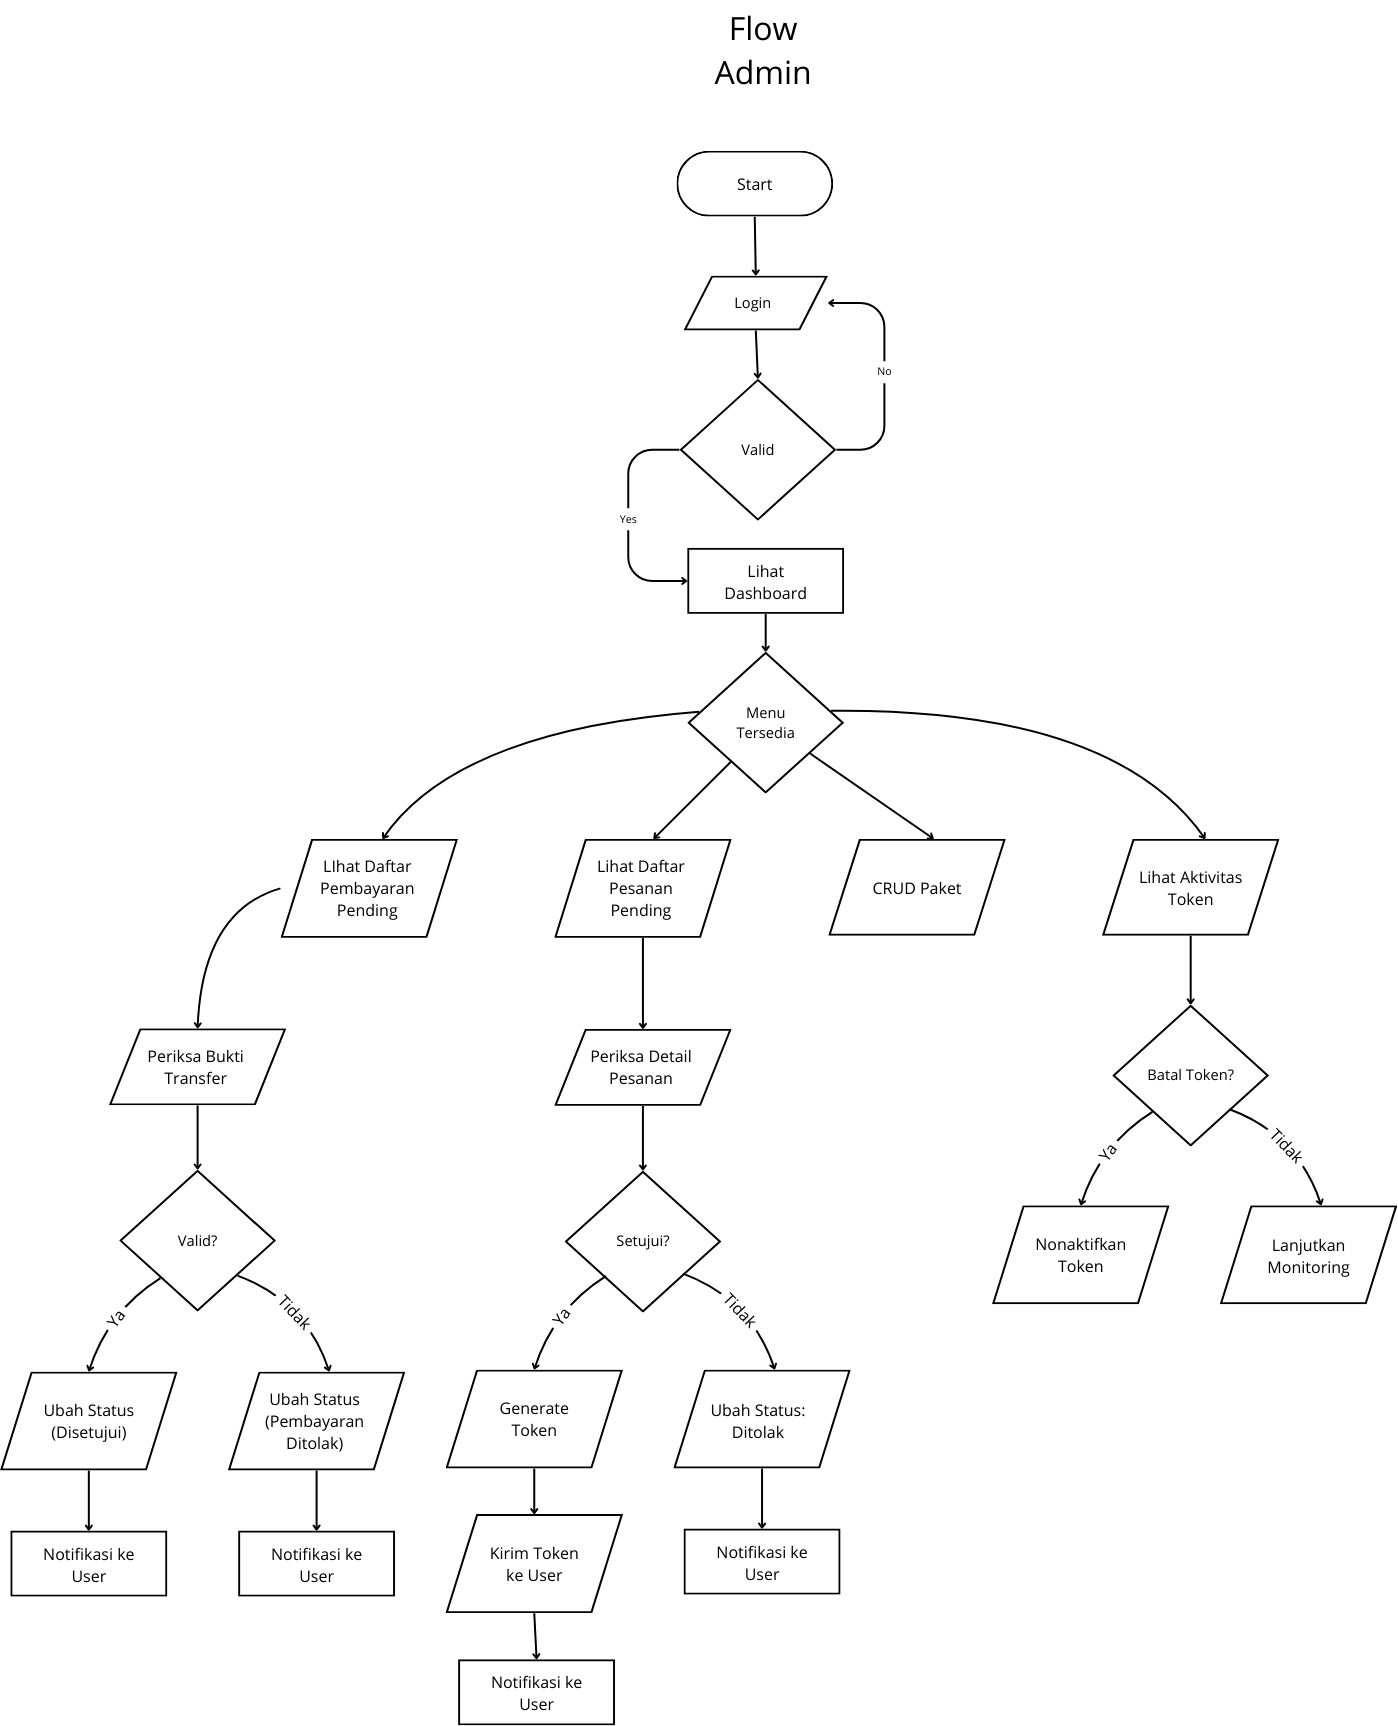 Flow
Admin
Start
Login
No
Valid
Yes
Lihat
Dashboard
Menu
Tersedia
LIhat Daftar
Pembayaran
Pending
Lihat Daftar
Pesanan
Pending
CRUD Paket
Lihat Aktivitas
Token
Periksa Bukti
Transfer
Periksa Detail
Pesanan
Batal Token?
Ya
Tidak
Nonaktifkan
Token
Lanjutkan
Monitoring
Valid?
Setujui?
Ya
Tidak
Ya
Tidak
Ubah Status
(Disetujui)
Ubah Status
(Pembayaran
Ditolak)
Generate
Token
Ubah Status:
Ditolak
Notifikasi ke
User
Notifikasi ke
User
Kirim Token
ke User
Notifikasi ke
User
Notifikasi ke
User